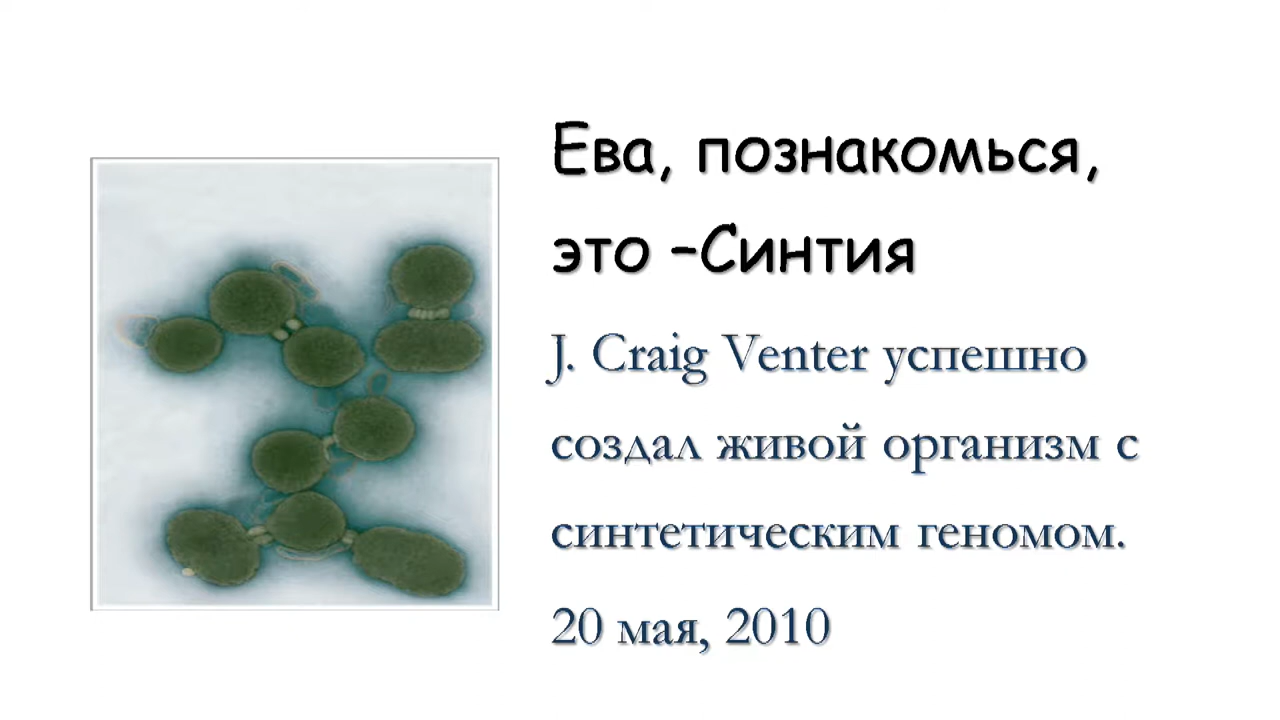 Ева, познакомься,
это –Синтия
J. Craig Venter успешно
создал живой организм с
синтетическим геномом.
20 мая, 2010